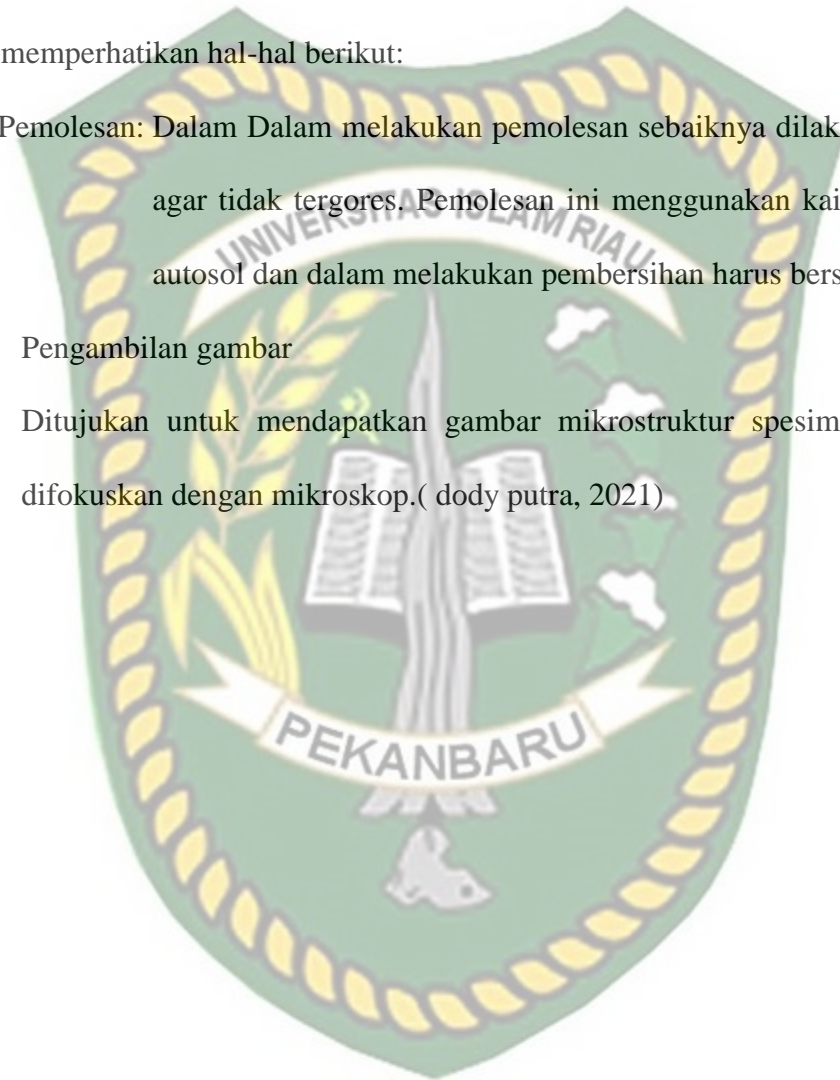 memperhatikan hal-hal berikut:
Pemolesan: Dalam Dalam melakukan pemolesan sebaiknya dilak
agar tidak tergores. Pemolesan ini menggunakan kai
autosol dan dalam melakukan pembersihan harus bers
Pengambilan gambar
Ditujukan untuk mendapatkan gambar mikrostruktur spesim
difokuskan dengan mikroskop.( dody putra, 2021)
UNIVERSITAS ISLAM RIAU
PEKANBARU